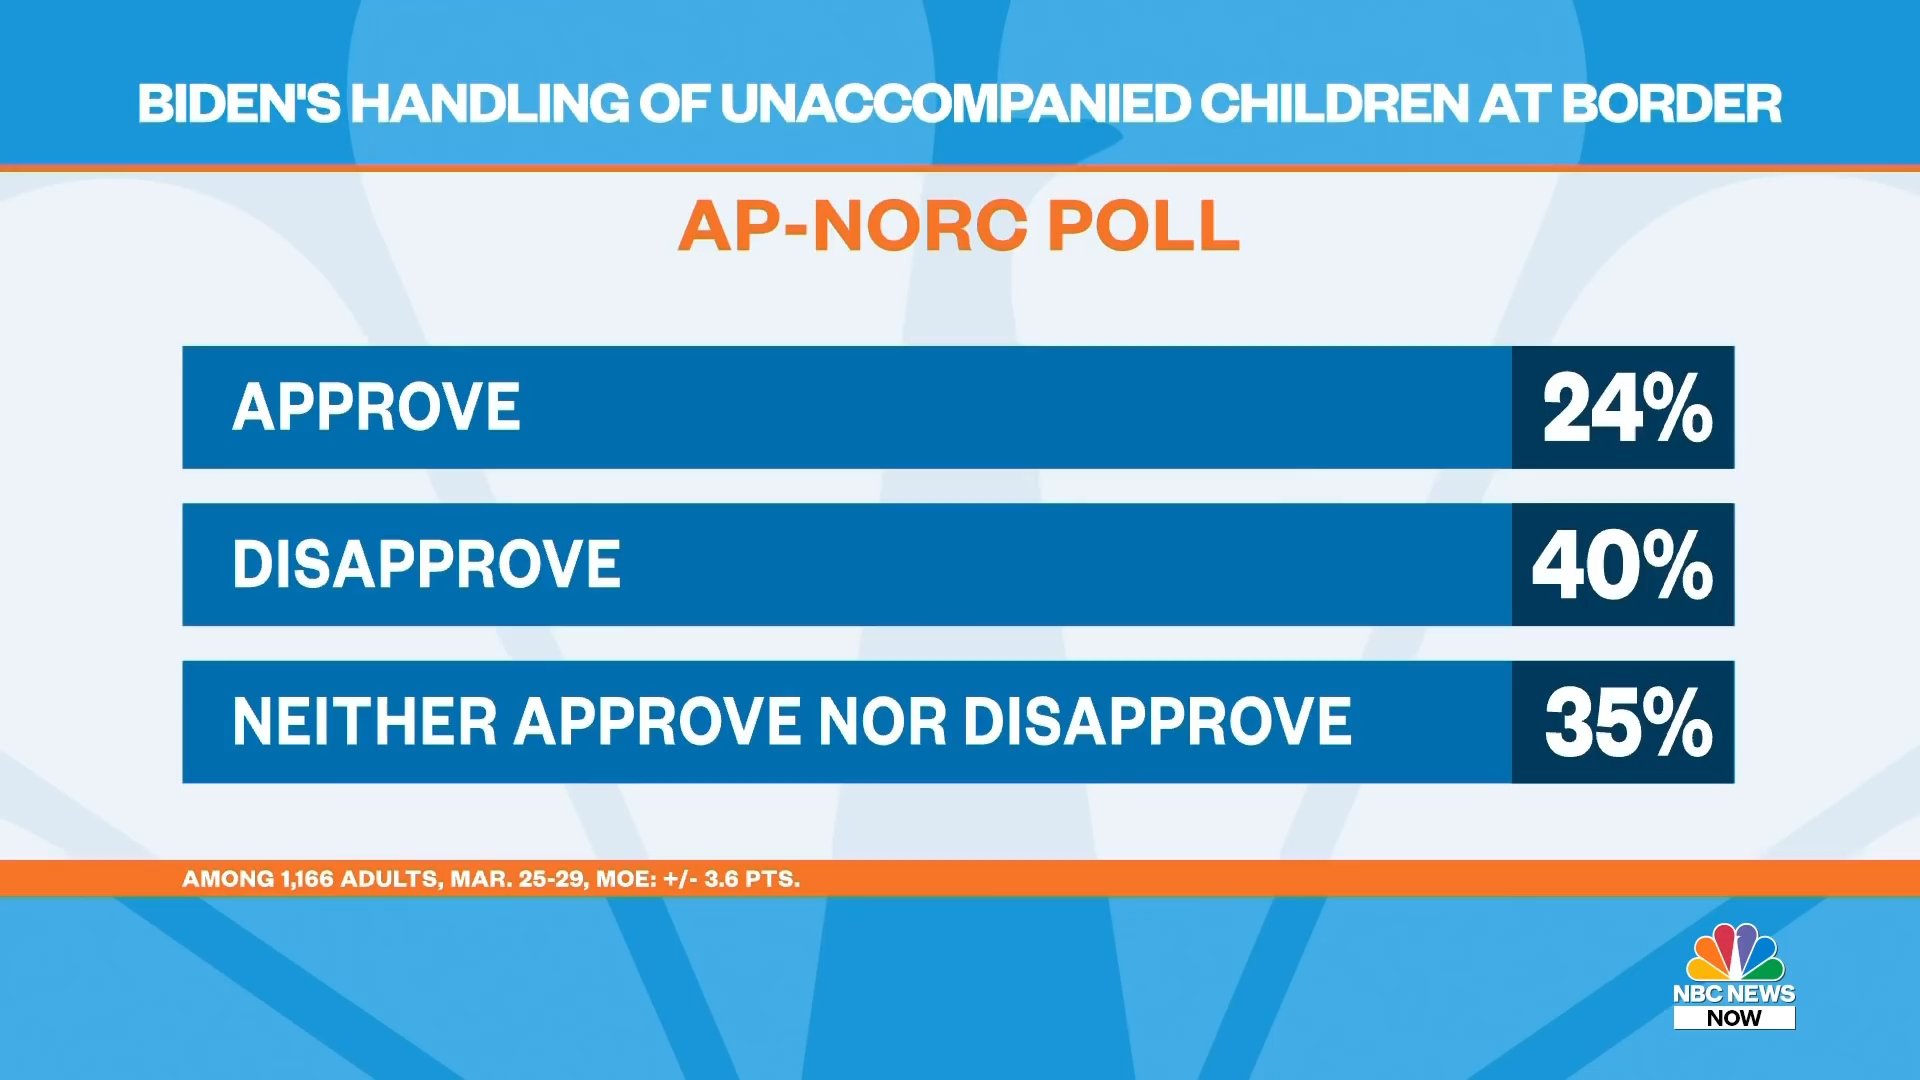 BIDEN'S HANDLING OF UNACCOMPANIED CHILDREN AT BORDER
AP-NORC POLL
APPROVE 24%
DISAPPROVE 40%
NEITHER APPROVE NOR DISAPPROVE 35%
AMONG 1,166 ADULTS, MAR. 25-29, MOE: +/- 3.6 PTS.
NBC NEWS
NOW